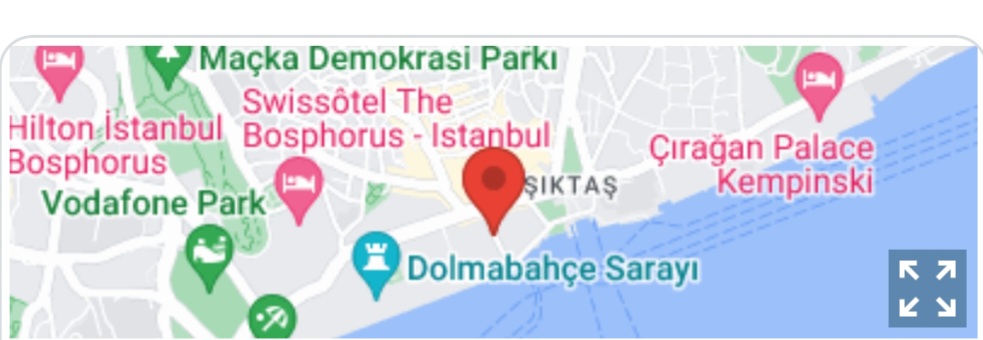 Maçka Demokrasi Parkı
Swissôtel The
Bosphorus - Istanbul
Hilton İstanbul
Bosphorus
Çırağan Palace
Kempinski
ŞIKTAŞ
Vodafone Park
Dolmabahçe Sarayı